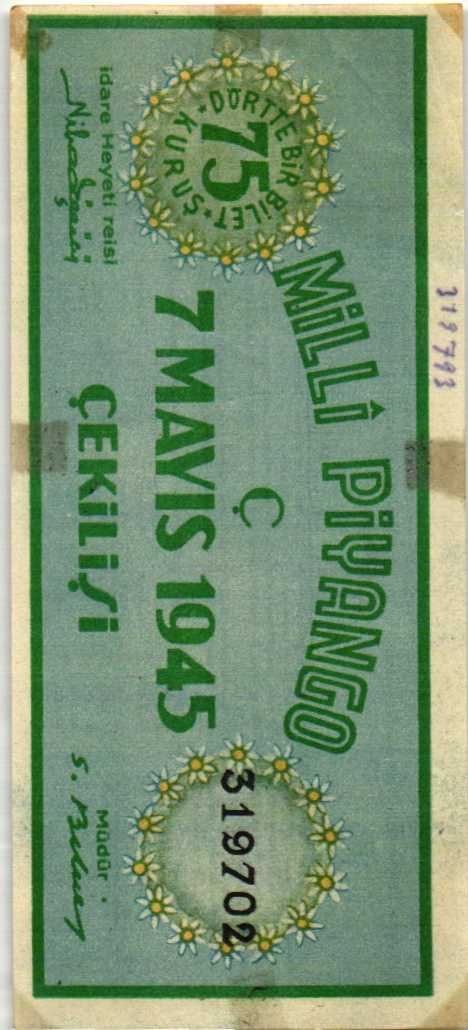 319793
MİLLÎ PİYANGO
DÖRTTE BİR BİLET
75
KURUŞ
Ç
319702
7 MAYIS 1945
ÇEKİLİŞİ
idare Heyeti reisi
Müdür